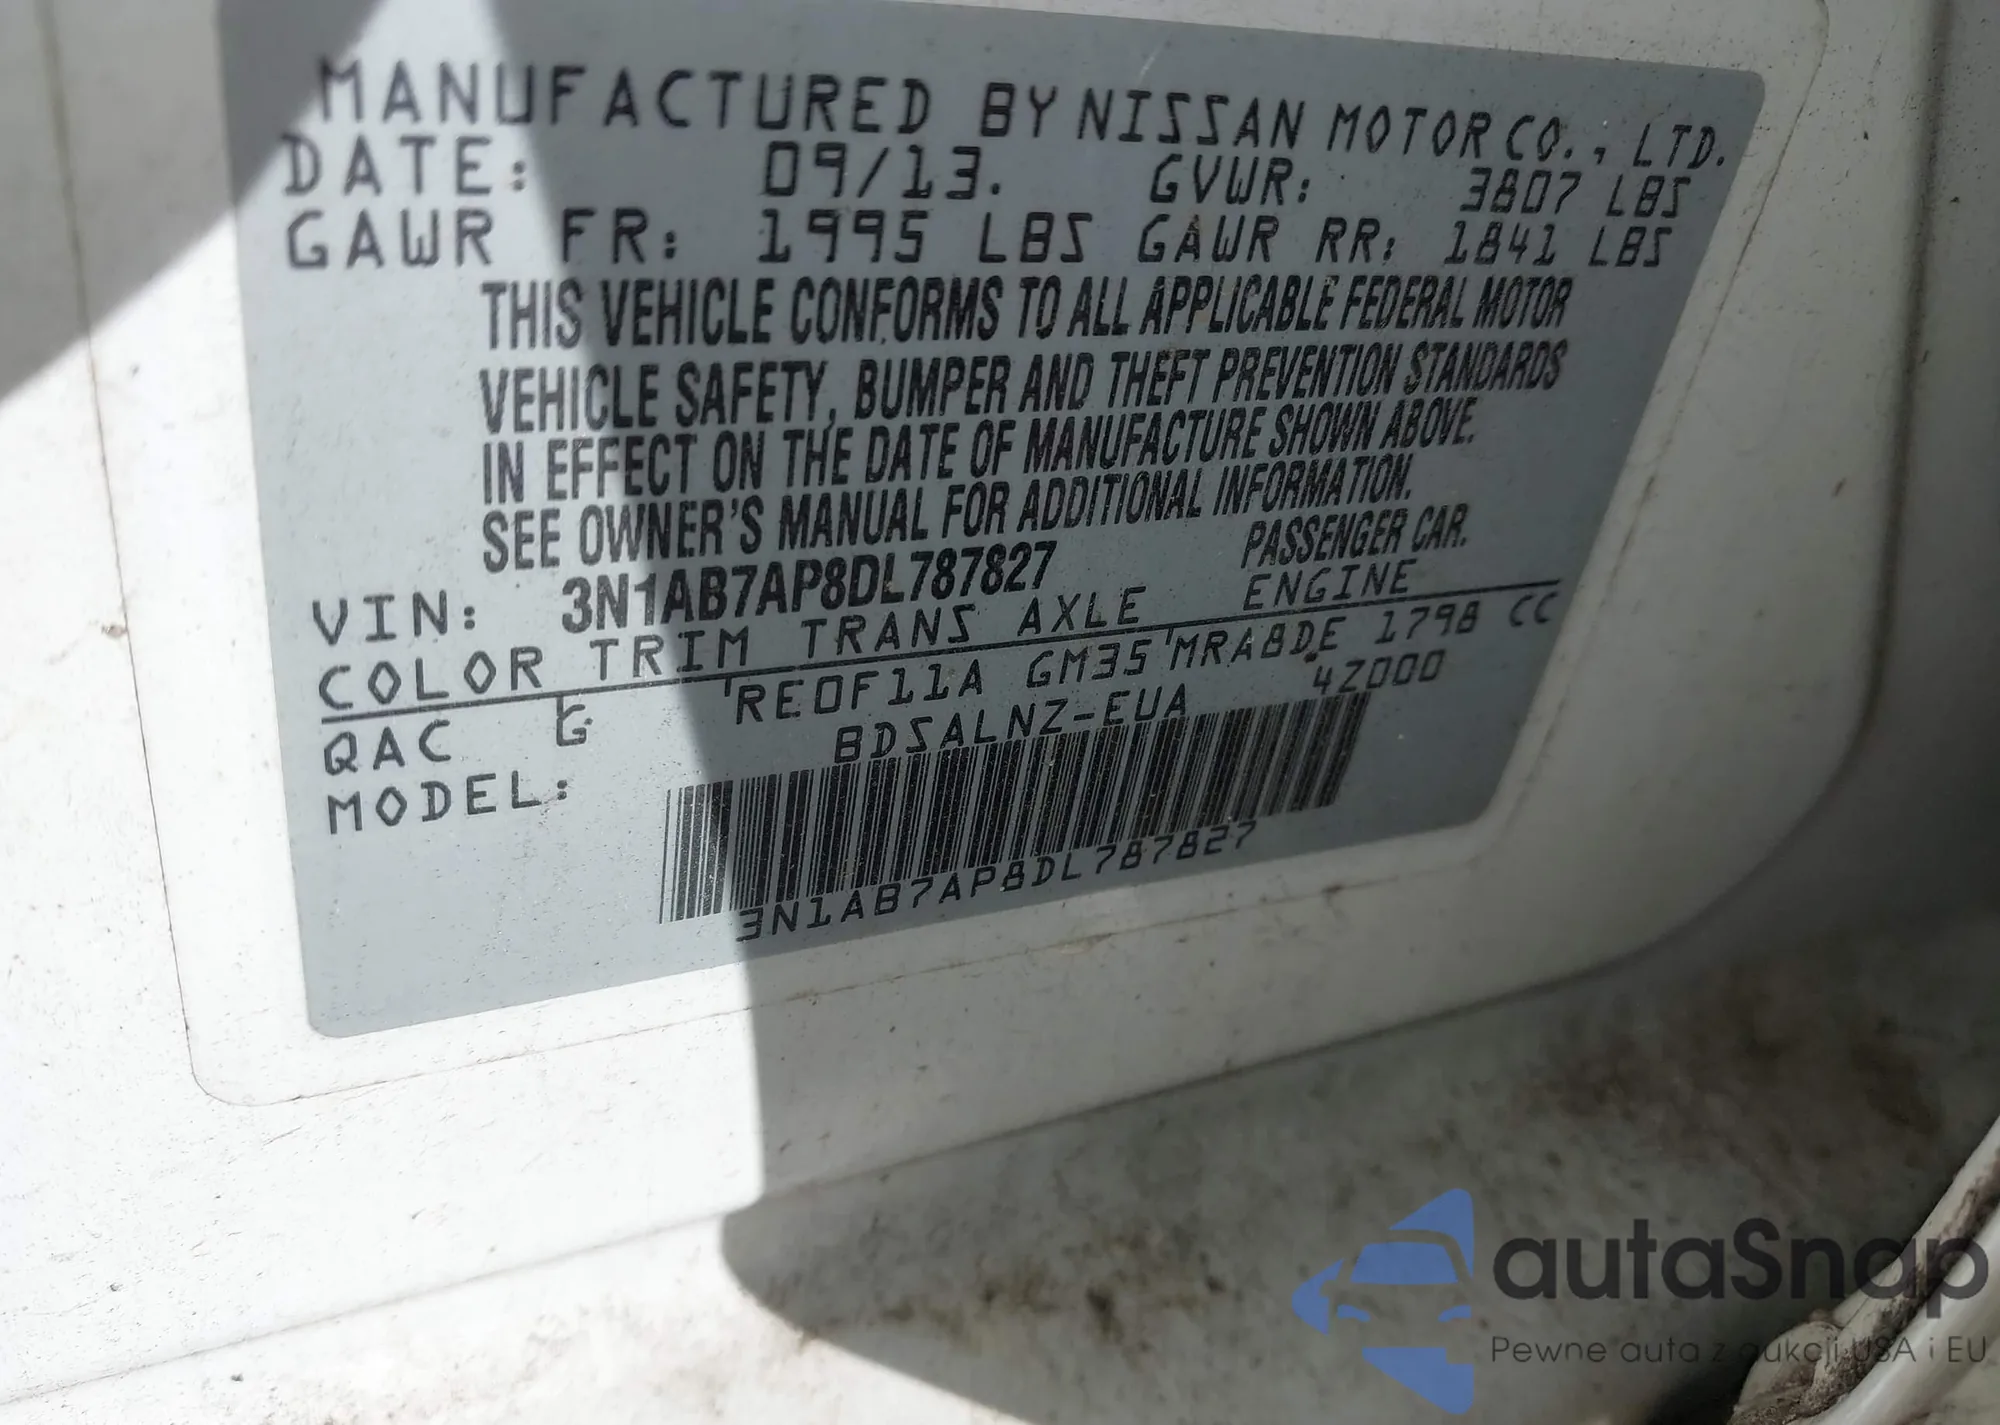 MANUFACTURED BY NISSAN MOTOR CO., LTD.
DATE: 09/13. GVWR: 3807 LBS
GAWR FR: 1995 LBS GAWR RR: 1841 LBS
THIS VEHICLE CONFORMS TO ALL APPLICABLE FEDERAL MOTOR
VEHICLE SAFETY, BUMPER AND THEFT PREVENTION STANDARDS
IN EFFECT ON THE DATE OF MANUFACTURE SHOWN ABOVE.
SEE OWNER'S MANUAL FOR ADDITIONAL INFORMATION.
VIN: 3N1AB7AP8DL787827 PASSENGER CAR.
COLOR TRIM TRANS AXLE ENGINE
QAC G RE0F11A GM35 MRA8DE 1798 CC
MODEL: BDSALNZ-EUA 4Z000
3N1AB7AP8DL787827
autaSnap
Pewne auta z aukcji USA i EU